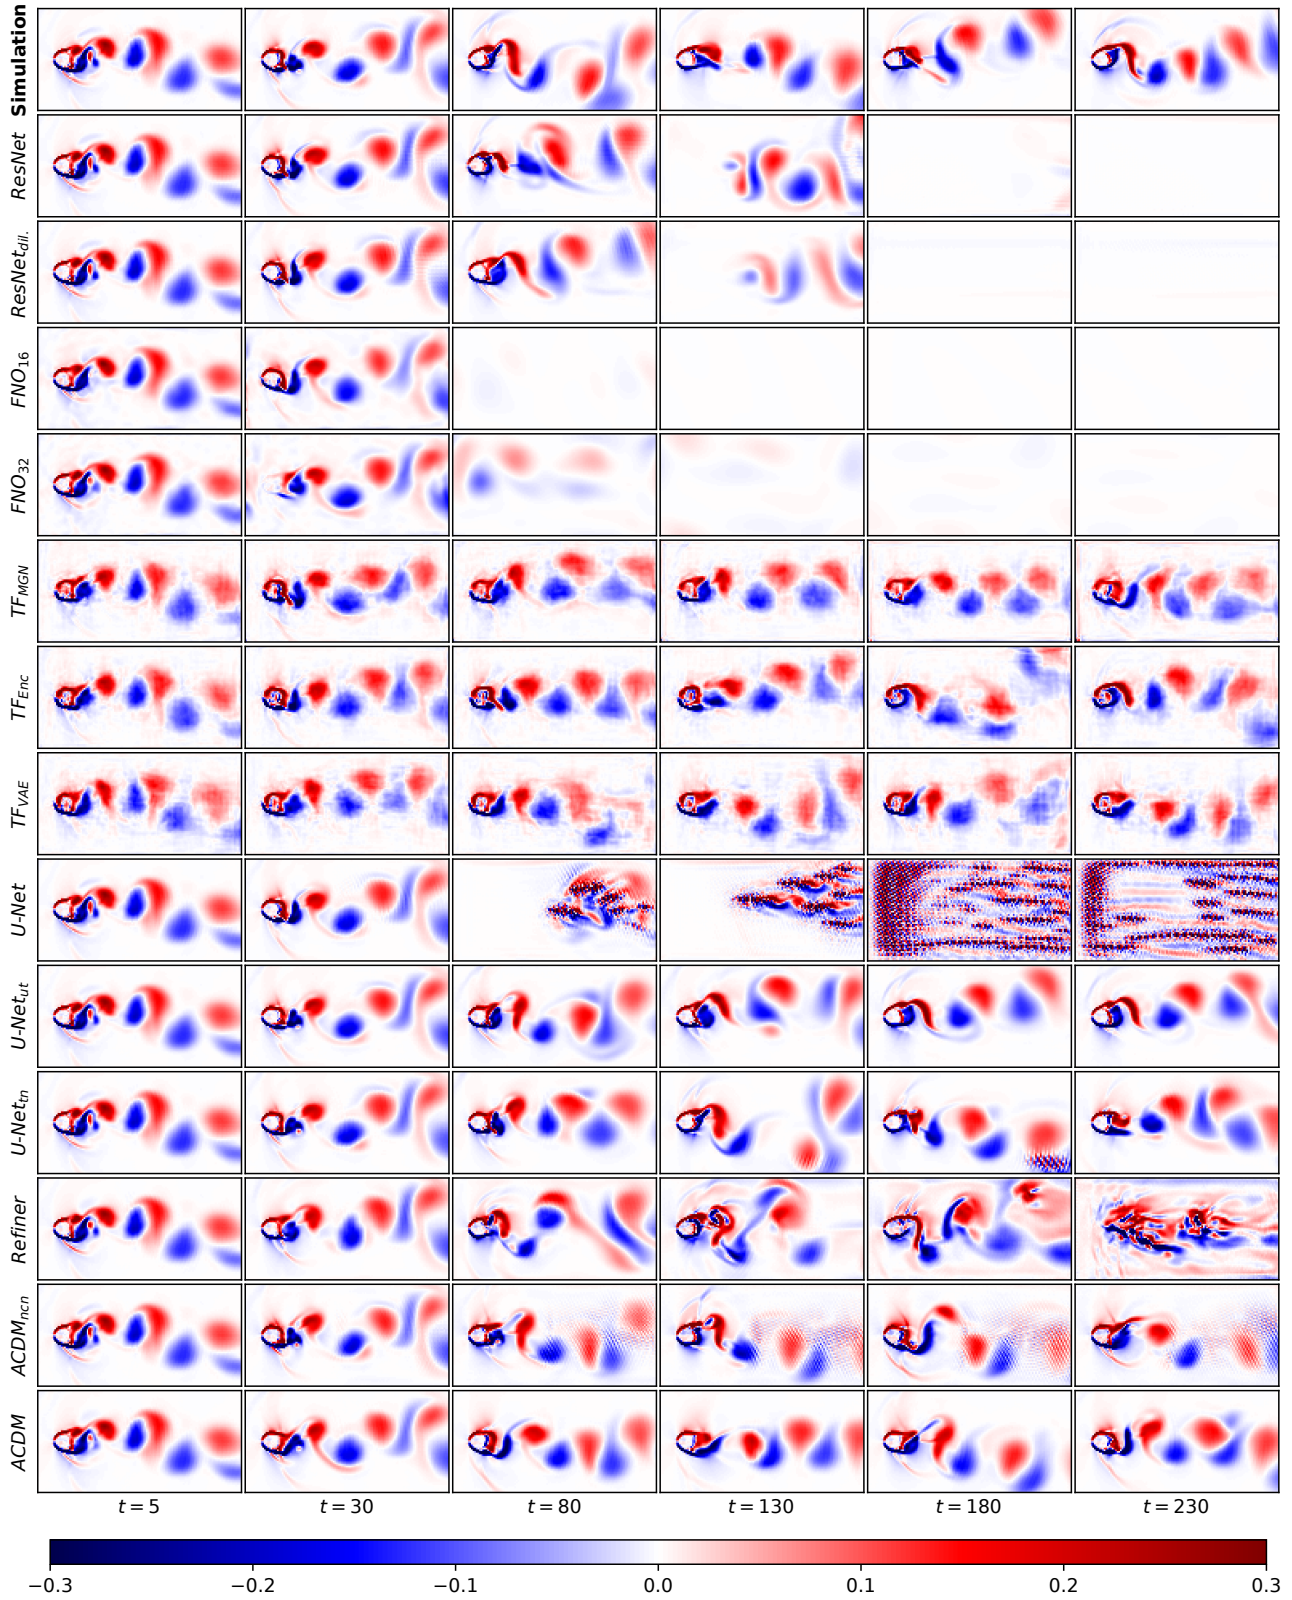 Simulation
ResNet
ResNet_dil.
FNO_16
FNO_32
TF_MGN
TF_Enc
TF_VAE
U-Net
U-Net_ut
U-Net_tn
Refiner
ACDM_ncn
ACDM
t = 5 t = 30 t = 80 t = 130 t = 180 t = 230
−0.3 −0.2 −0.1 0.0 0.1 0.2 0.3